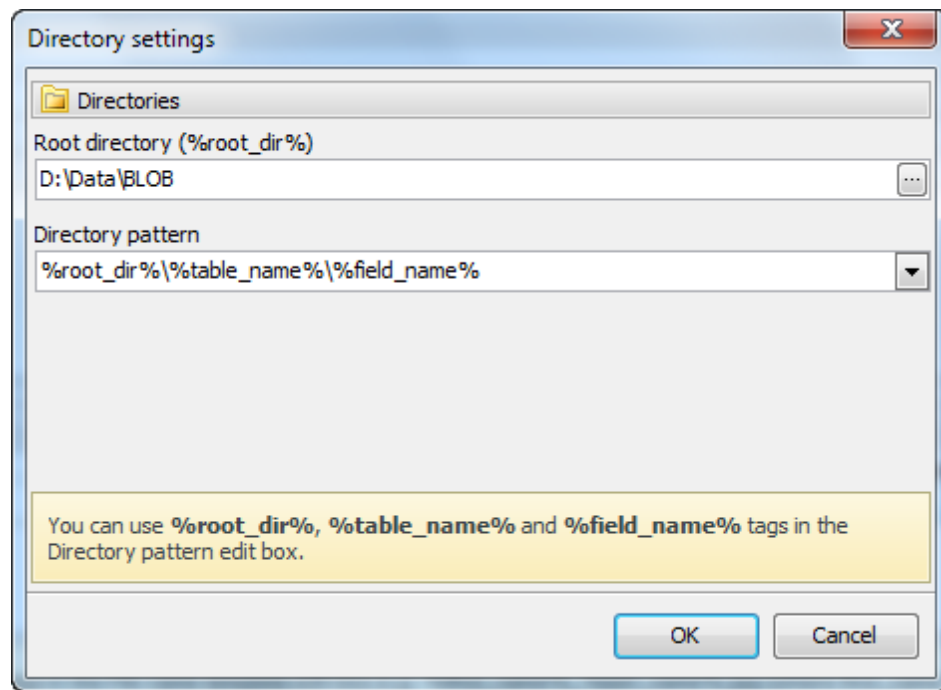 Directory settings
Directories
Root directory (%root_dir%)
D:\Data\BLOB
...
Directory pattern
%root_dir%\%table_name%\%field_name%
You can use %root_dir%, %table_name% and %field_name% tags in the
Directory pattern edit box.
OK
Cancel